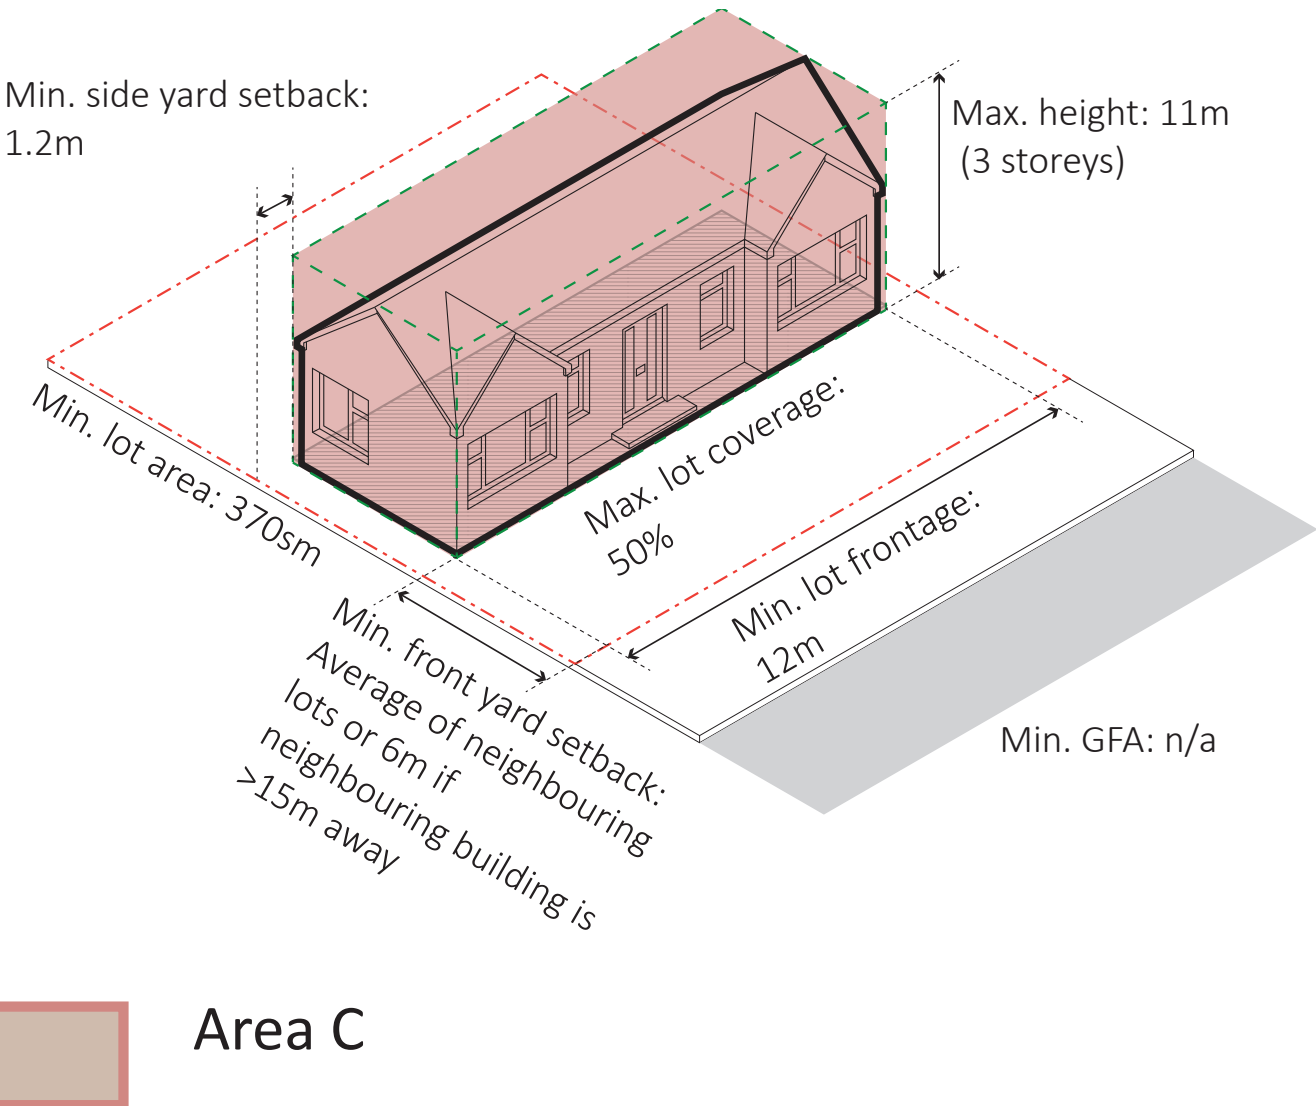 Min. side yard setback:
1.2m
Max. height: 11m
(3 storeys)
Min. lot area: 370sm
Max. lot coverage:
50%
Min. lot frontage:
12m
Min. front yard setback:
Average of neighbouring
lots or 6m if
neighbouring building is
>15m away
Min. GFA: n/a
Area C